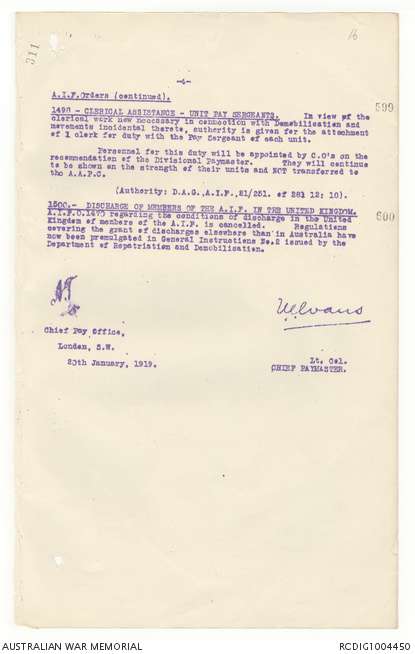 311
16
-4-
A.I.F.Orders (continued).
1498 - CLERICAL ASSISTANCE - UNIT PAY SERGEANTS. In view of the
599
clerical work now necessary in connection with Demobilisation and
movements incidental thereto, authority is given for the attachment
of 1 clerk for duty with the Pay Sergeant of each unit.
Personnel for this duty will be appointed by C.O's on the
recommendation of the Divisional Paymaster. They will continue
to be shown on the strength of their units and NOT transferred to
the A.A.P.C.
(Authority: D.A.G.,A.I.F.,21/251. of 28: 12: 18).
1500.- DISCHARGE OF MEMBERS OF THE A.I.F. IN THE UNITED KINGDOM.
A.I.F.O.1470 regarding the conditions of discharge in the United
600
Kingdom of members of the A.I.F. is cancelled. Regulations
covering the grant of discharges elsewhere than in Australia have
now been promulgated in General Instructions No.2 issued by the
Department of Repatriation and Demobilisation.
Evans
Chief Pay Office,
London, S.W.
Lt. Col.
January, 1919.
CHIEF PAYMASTER.
AUSTRALIAN WAR MEMORIAL
RCDIG1004450